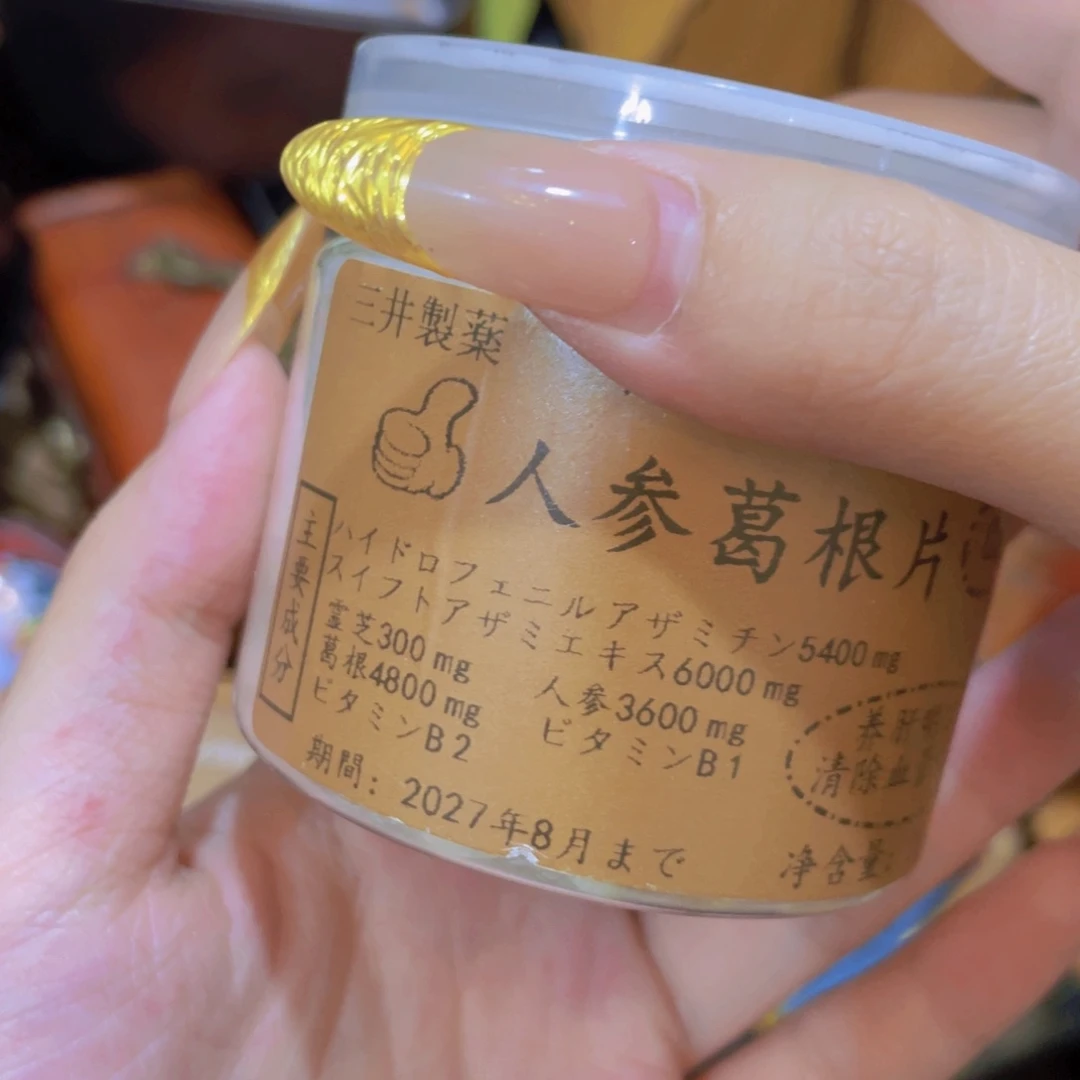 三井製薬
人参葛根片
主要成分
ハイドロフェニルアザミチン5400mg
スイフトアザミエキス6000mg
霊芝300mg 人参3600mg
葛根4800mg ビタミンB1
ビタミンB2
期間：2027年8月まで
养肝
清除血
净含量: